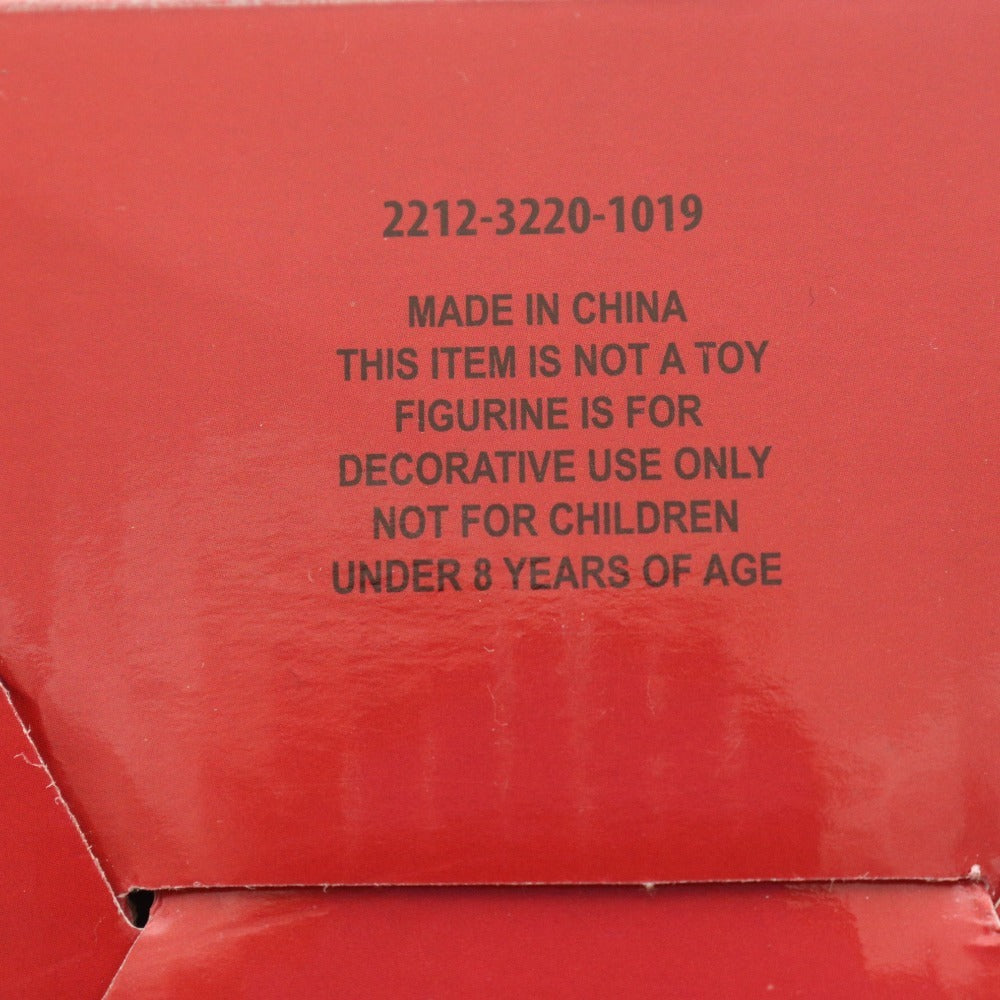 2212-3220-1019
MADE IN CHINA
THIS ITEM IS NOT A TOY
FIGURINE IS FOR
DECORATIVE USE ONLY
NOT FOR CHILDREN
UNDER 8 YEARS OF AGE